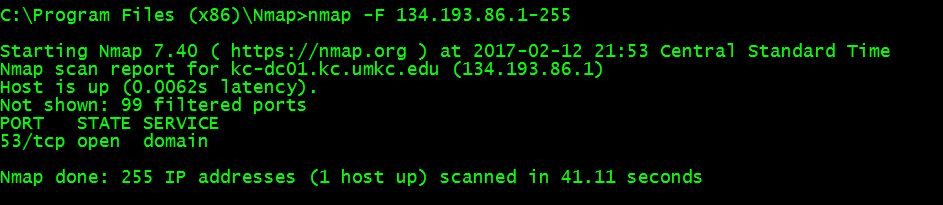 C:\Program Files (x86)\Nmap>nmap -F 134.193.86.1-255
Starting Nmap 7.40 ( https://nmap.org ) at 2017-02-12 21:53 Central Standard Time
Nmap scan report for kc-dc01.kc.umkc.edu (134.193.86.1)
Host is up (0.0062s latency).
Not shown: 99 filtered ports
PORT   STATE SERVICE
53/tcp open  domain
Nmap done: 255 IP addresses (1 host up) scanned in 41.11 seconds